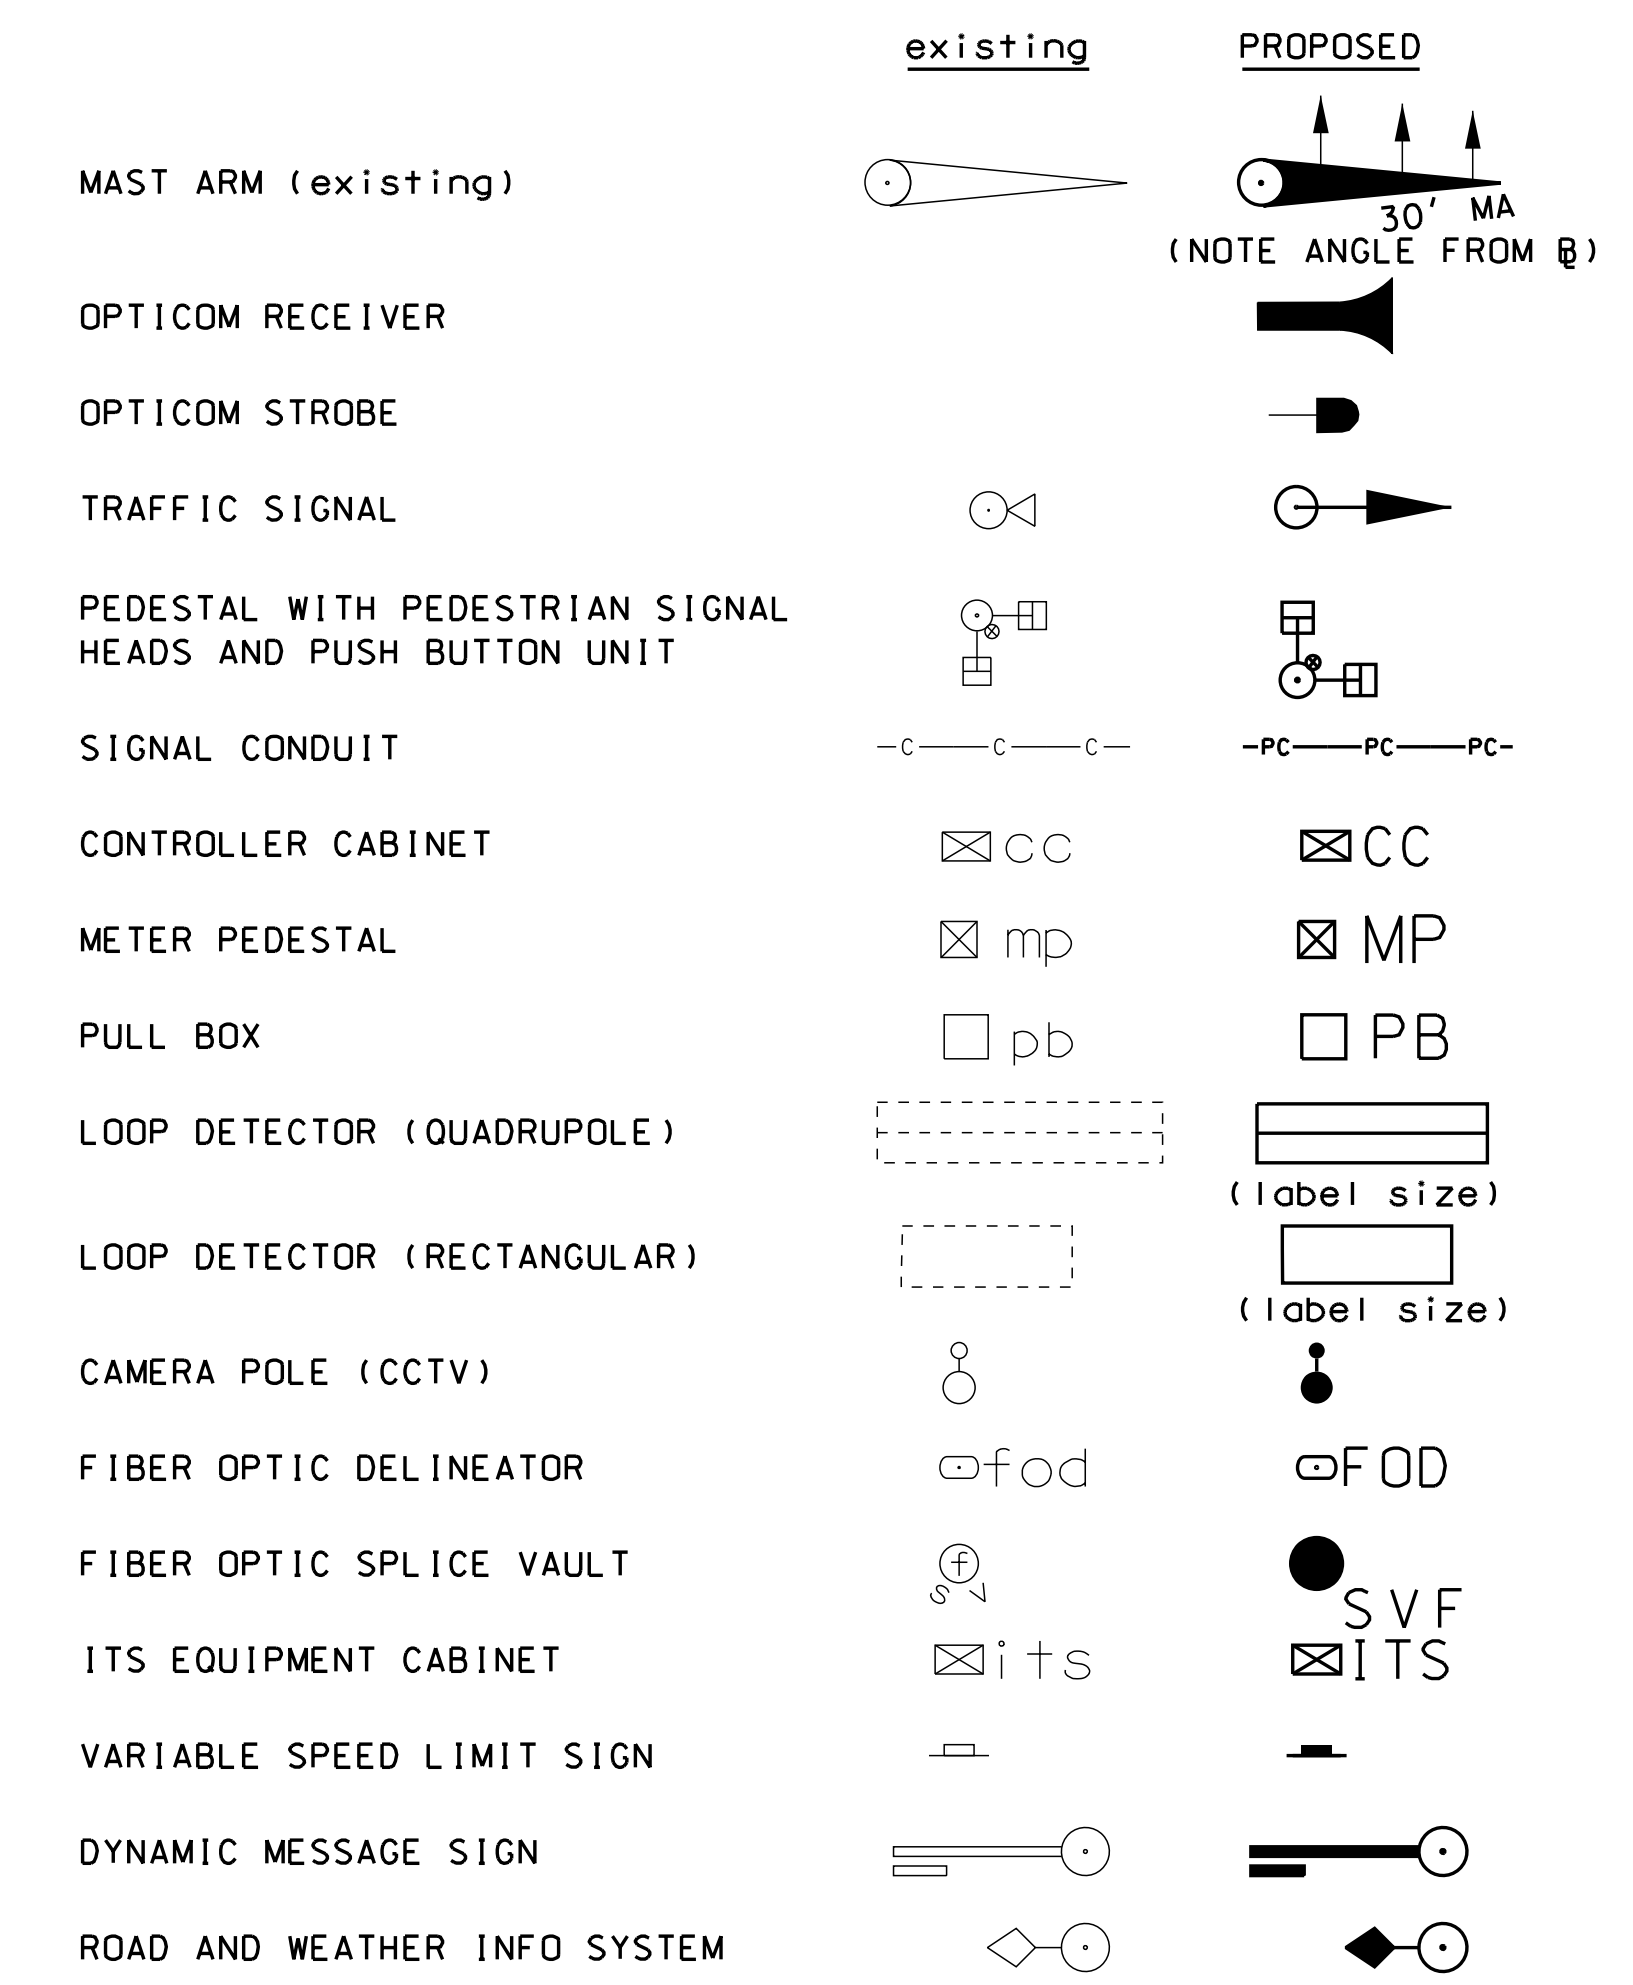 existing PROPOSED
MAST ARM (existing)
30' MA
(NOTE ANGLE FROM ℄)
OPTICOM RECEIVER
OPTICOM STROBE
TRAFFIC SIGNAL
PEDESTAL WITH PEDESTRIAN SIGNAL
HEADS AND PUSH BUTTON UNIT
SIGNAL CONDUIT C C C PC PC PC
CONTROLLER CABINET cc CC
METER PEDESTAL mp MP
PULL BOX pb PB
LOOP DETECTOR (QUADRUPOLE)
(label size)
LOOP DETECTOR (RECTANGULAR)
(label size)
CAMERA POLE (CCTV)
FIBER OPTIC DELINEATOR fod FOD
FIBER OPTIC SPLICE VAULT f
s v
SVF
ITS EQUIPMENT CABINET its ITS
VARIABLE SPEED LIMIT SIGN
DYNAMIC MESSAGE SIGN
ROAD AND WEATHER INFO SYSTEM